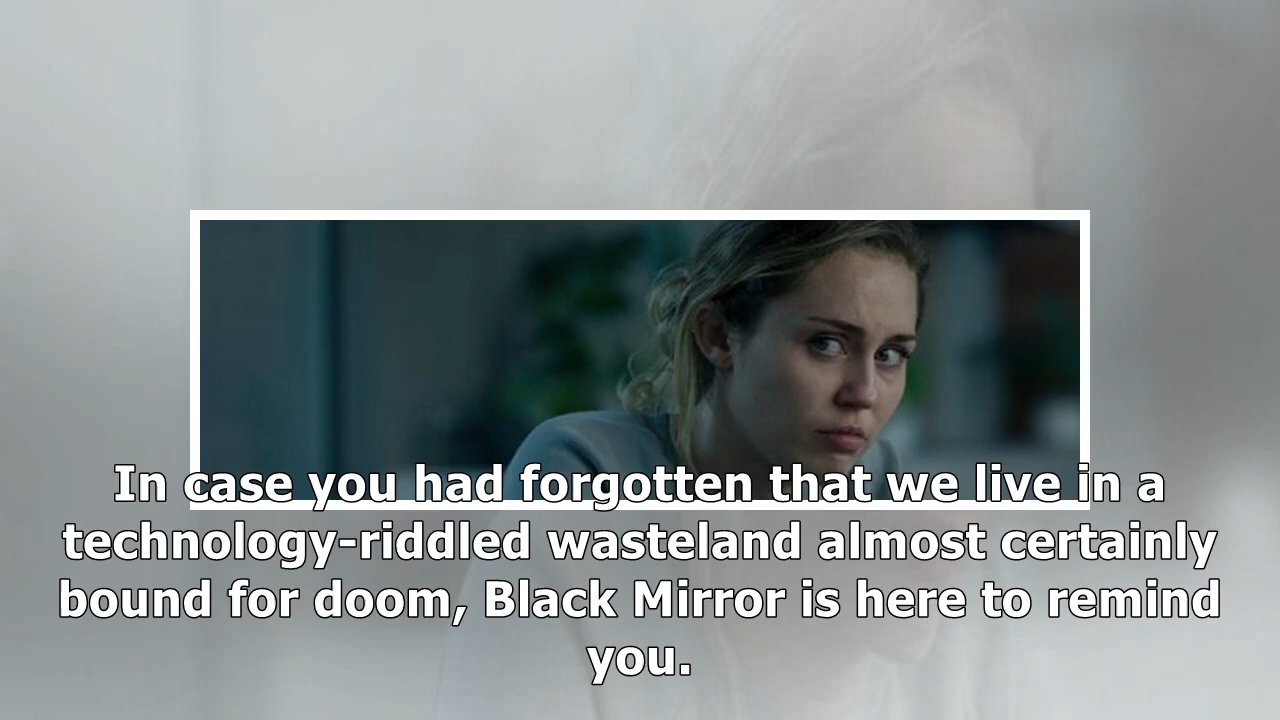 In case you had forgotten that we live in a
technology-riddled wasteland almost certainly
bound for doom, Black Mirror is here to remind
you.